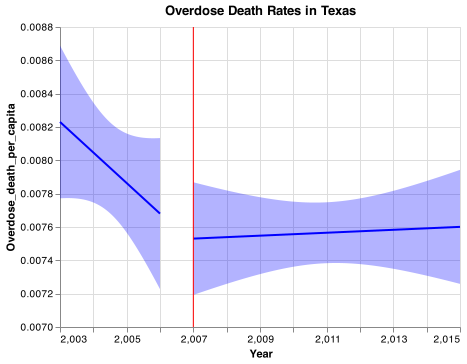 Overdose Death Rates in Texas
0.0088
0.0086
0.0084
0.0082
0.0080
0.0078
0.0076
0.0074
0.0072
0.0070
Overdose_death_per_capita
2,003 2,005 2,007 2,009 2,011 2,013 2,015
Year